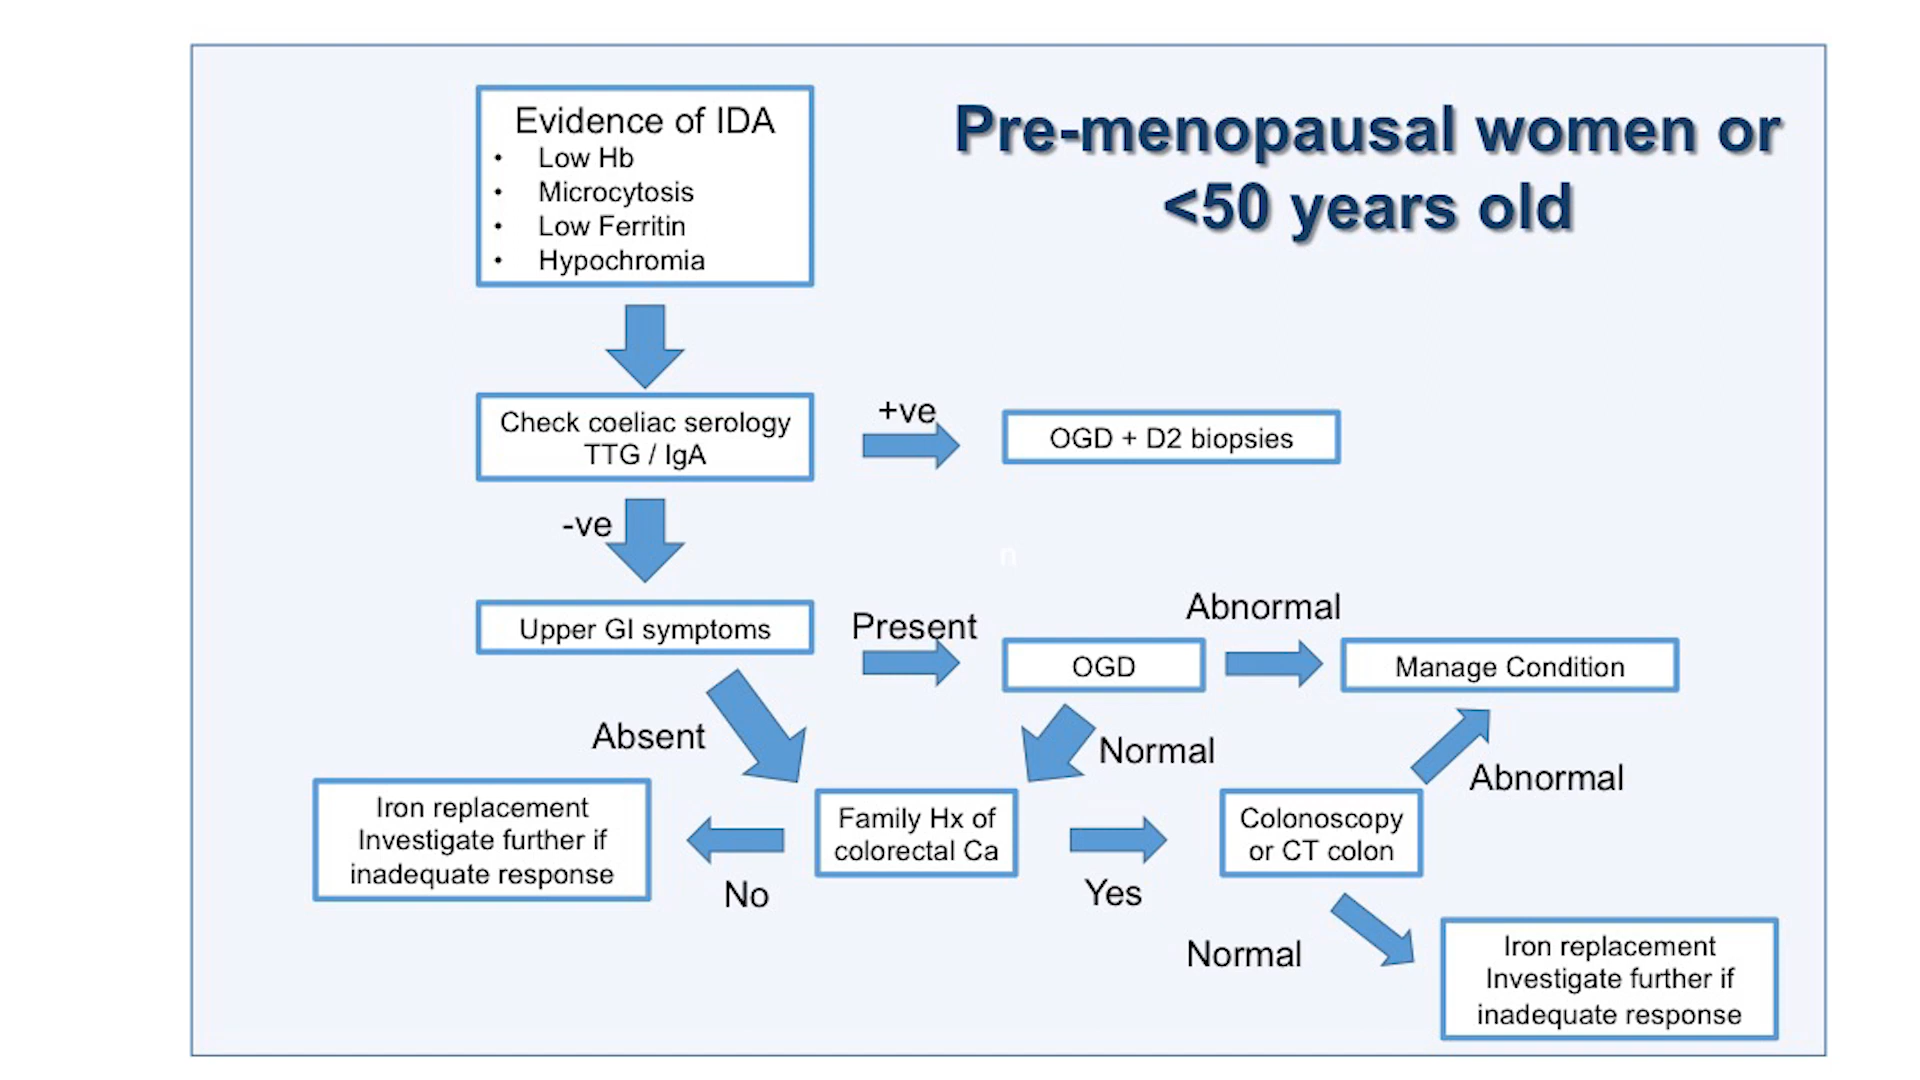 Pre-menopausal women or
<50 years old
Evidence of IDA
• Low Hb
• Microcytosis
• Low Ferritin
• Hypochromia
Check coeliac serology
TTG / IgA
+ve
OGD + D2 biopsies
-ve
n
Upper GI symptoms
Present
OGD
Abnormal
Manage Condition
Absent
Normal
Abnormal
Iron replacement
Investigate further if
inadequate response
No
Family Hx of
colorectal Ca
Yes
Colonoscopy
or CT colon
Normal
Iron replacement
Investigate further if
inadequate response